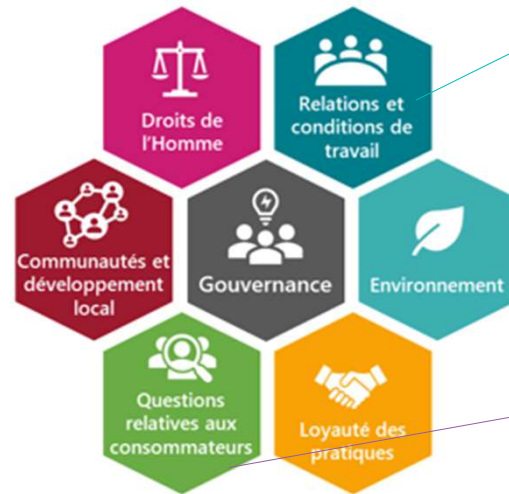 Droits de
l'Homme
Relations et
conditions de
travail
Communautés et
développement
local
Gouvernance
Environnement
Questions
relatives aux
consommateurs
Loyauté des
pratiques